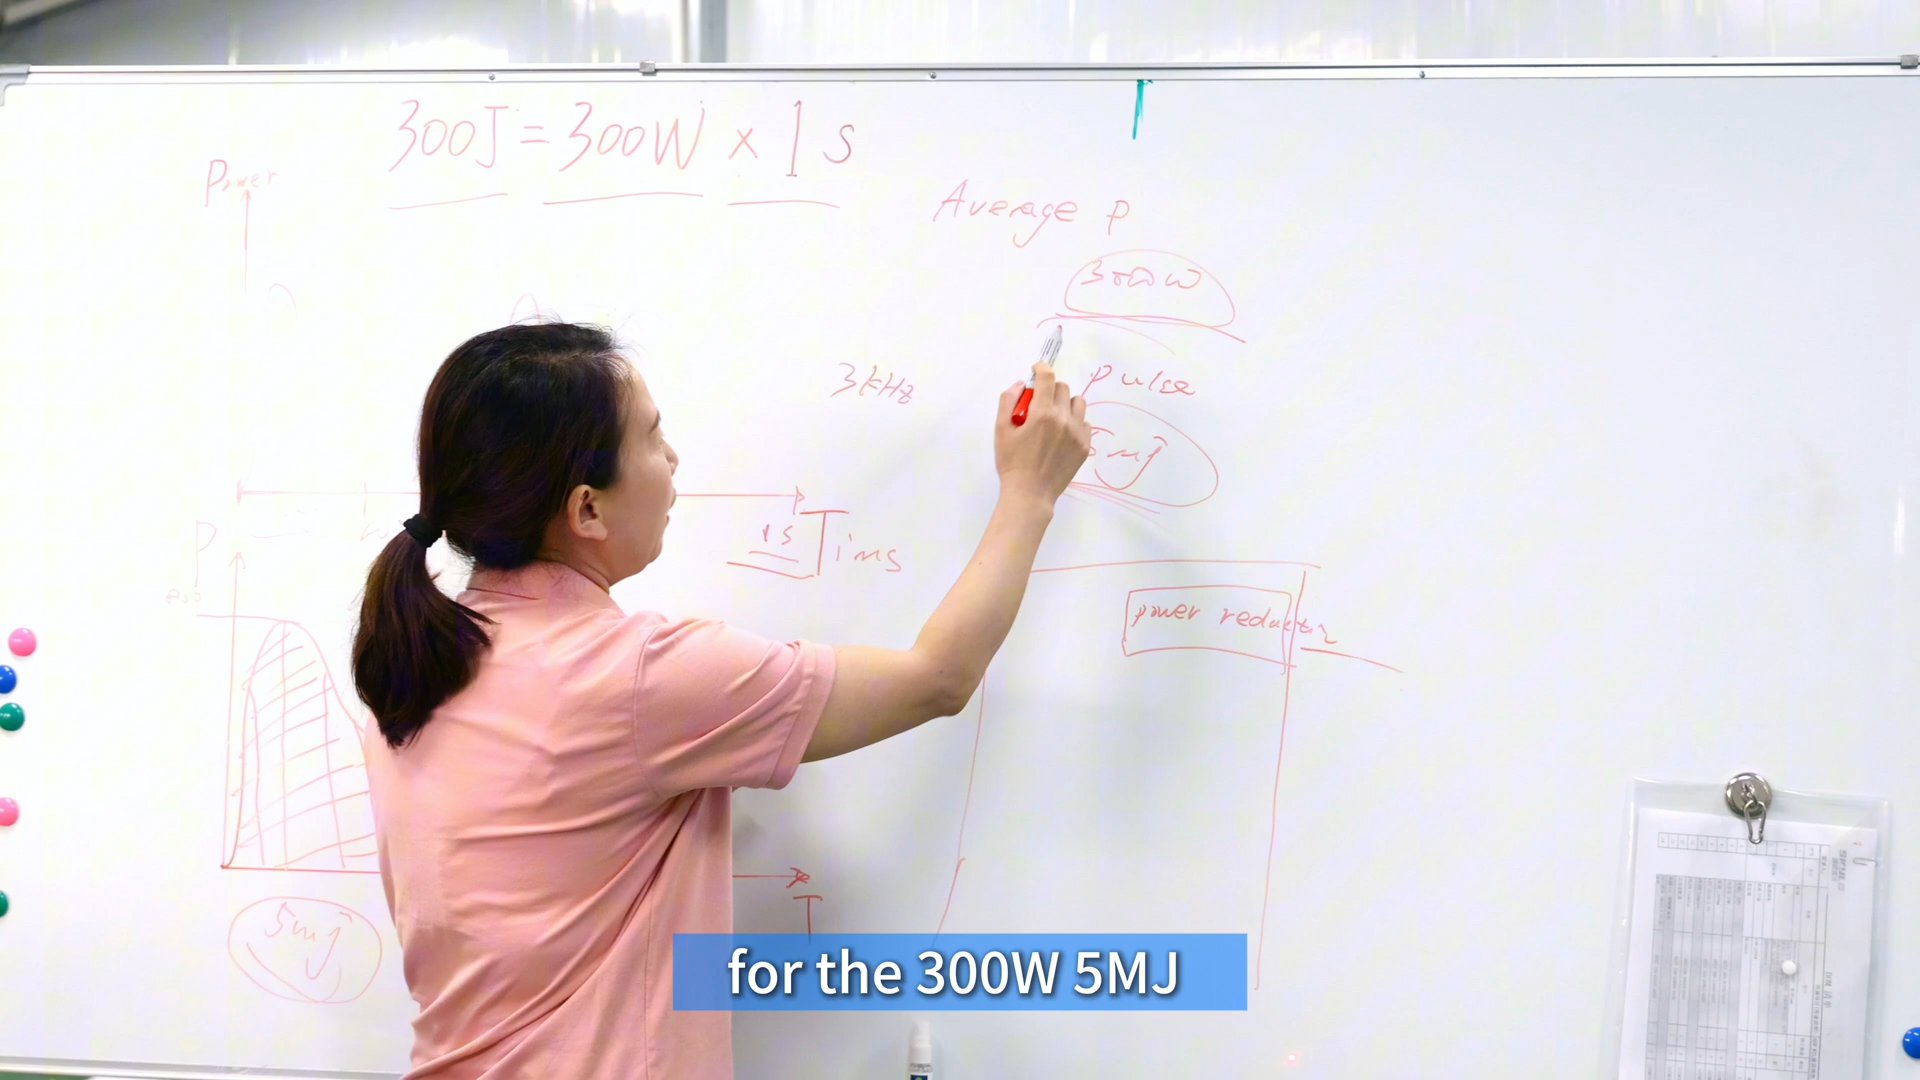 300J = 300W x 1 s
Power
Average P
300W
3kHz
pulse
5mJ
1s
Time
P
power reduction
5mJ
T
for the 300W 5MJ